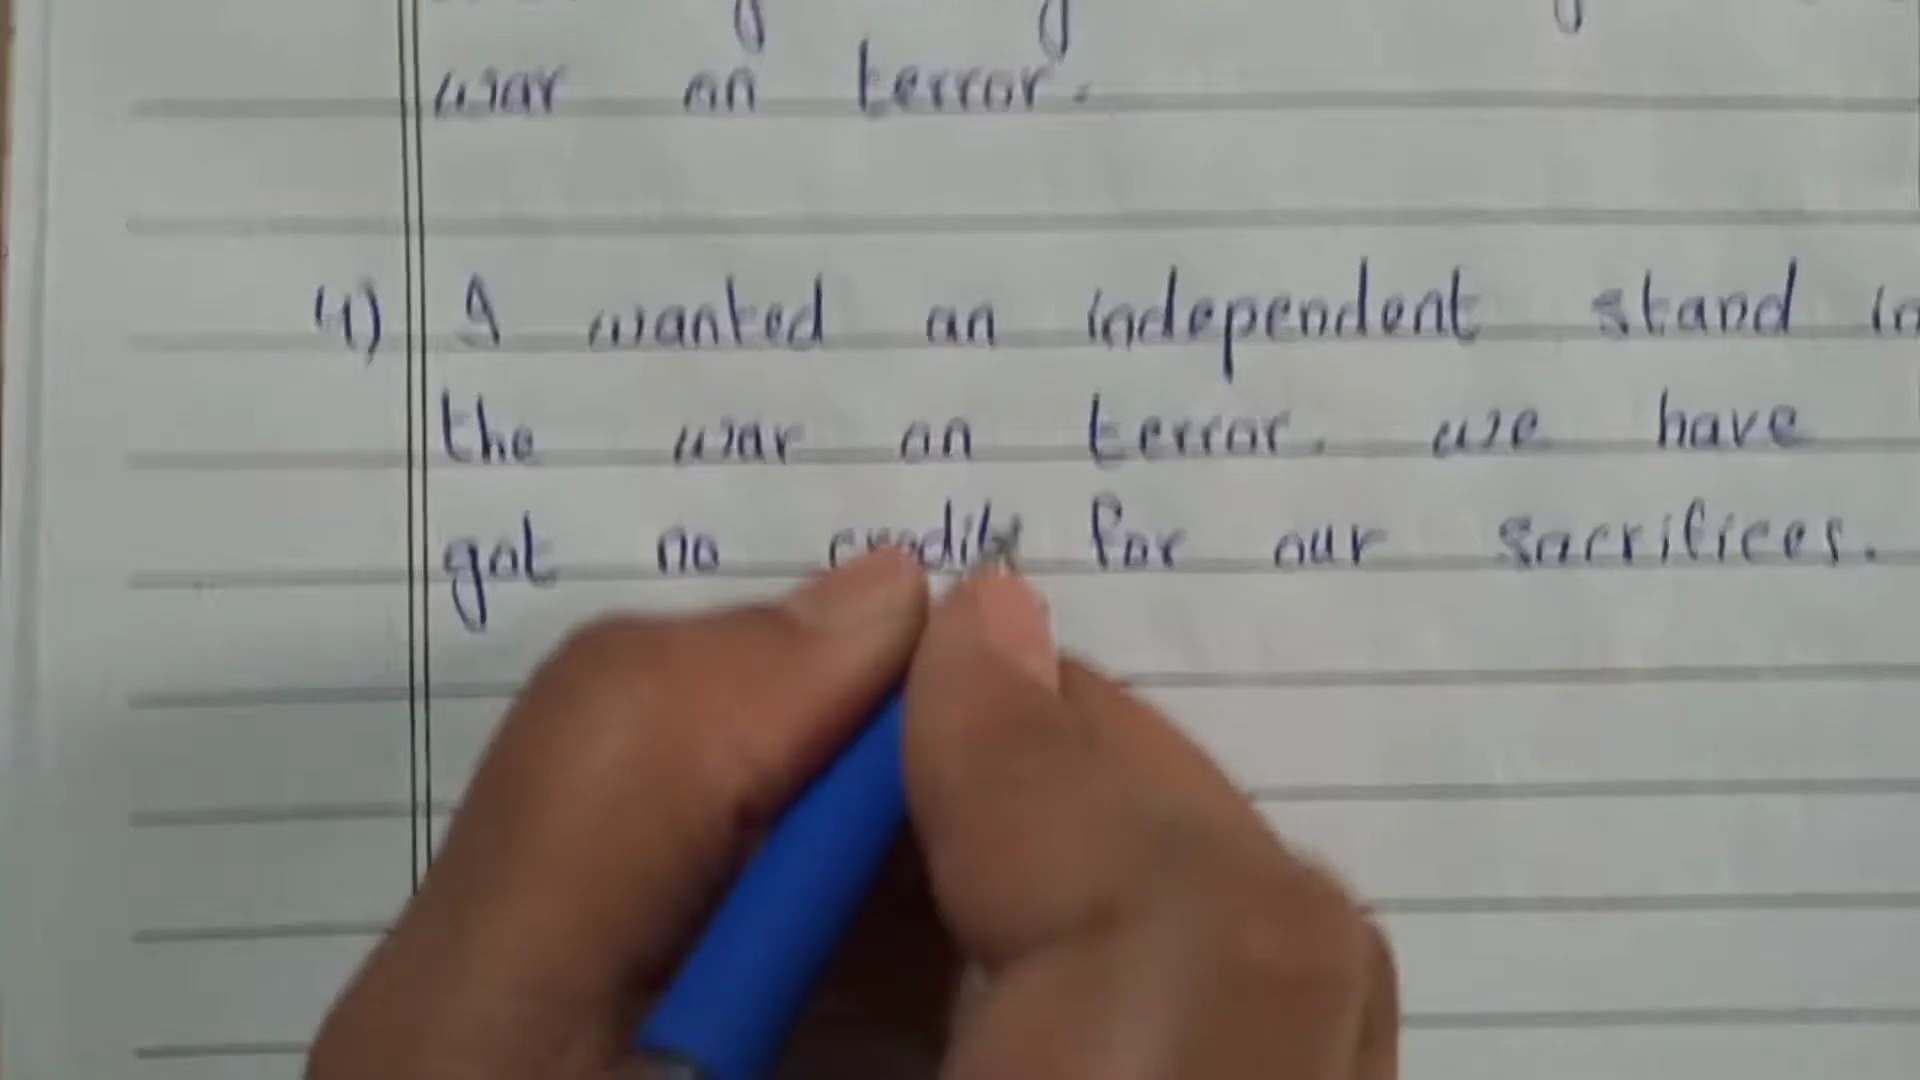 war on terror.
4) I wanted an independent stand in
the war on terror. we have
got no credit for our sacrifices.